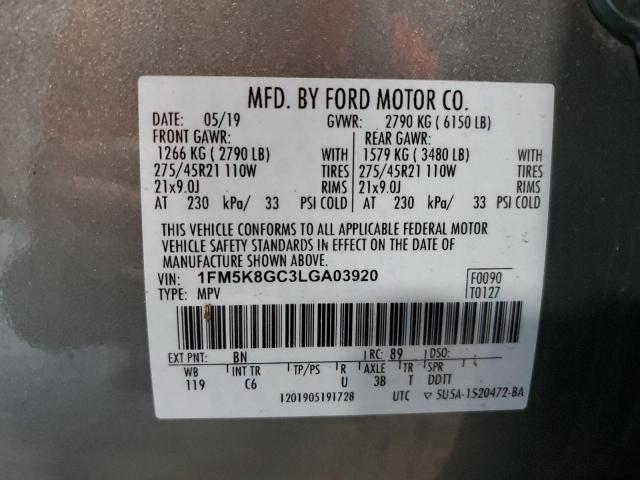 MFD. BY FORD MOTOR CO.
DATE: 05/19 GVWR: 2790 KG ( 6150 LB)
FRONT GAWR: REAR GAWR:
1266 KG ( 2790 LB) WITH 1579 KG ( 3480 LB) WITH
275/45R21 110W TIRES 275/45R21 110W TIRES
21x9.0J RIMS 21x9.0J RIMS
AT 230 kPa/ 33 PSI COLD AT 230 kPa/ 33 PSI COLD
THIS VEHICLE CONFORMS TO ALL APPLICABLE FEDERAL MOTOR
VEHICLE SAFETY STANDARDS IN EFFECT ON THE DATE OF
MANUFACTURE SHOWN ABOVE.
VIN: 1FM5K8GC3LGA03920 F0090
TYPE: MPV T0127
EXT PNT: BN RC: 89 DSO:
WB INT TR TP/PS R AXLE TR SPR
119 C6 U 3B T DDTT
1201905191728 UTC ▽ 5U5A-1520472-BA